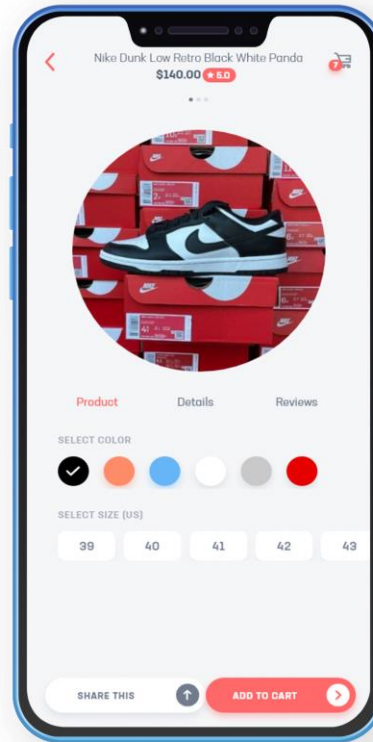 Nike Dunk Low Retro Black White Panda
$140.00 ★ 5.0
7
Product Details Reviews
SELECT COLOR
SELECT SIZE (US)
39 40 41 42 43
SHARE THIS
ADD TO CART